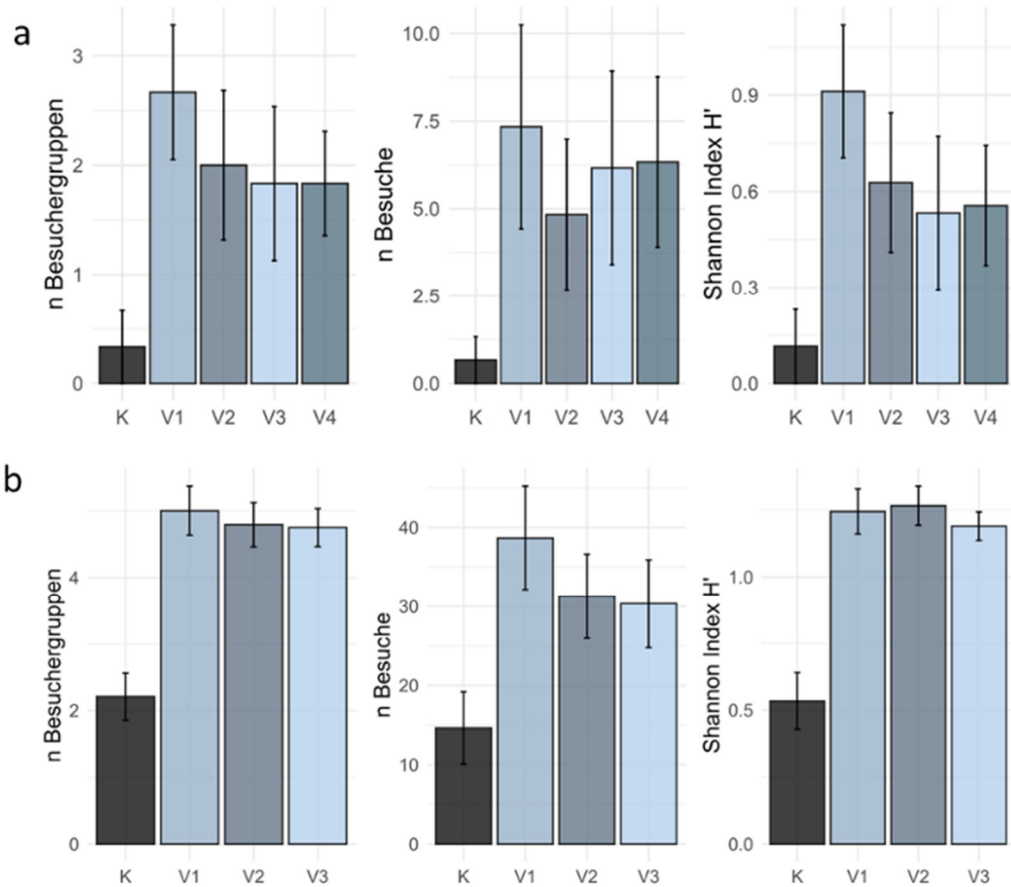 a
n Besuchergruppen
3
2
1
0
K V1 V2 V3 V4
n Besuche
10.0
7.5
5.0
2.5
0.0
K V1 V2 V3 V4
Shannon Index H'
0.9
0.6
0.3
0.0
K V1 V2 V3 V4
b
n Besuchergruppen
4
2
0
K V1 V2 V3
n Besuche
40
30
20
10
0
K V1 V2 V3
Shannon Index H'
1.0
0.5
0.0
K V1 V2 V3